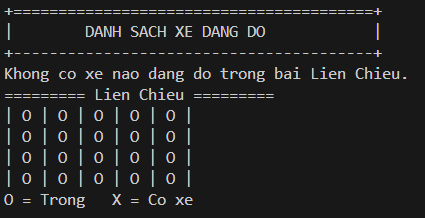 +========================================+
|        DANH SACH XE DANG DO            |
+----------------------------------------+
Khong co xe nao dang do trong bai Lien Chieu.
========= Lien Chieu =========
| O | O | O | O | O |
| O | O | O | O | O |
| O | O | O | O | O |
| O | O | O | O | O |
O = Trong   X = Co xe